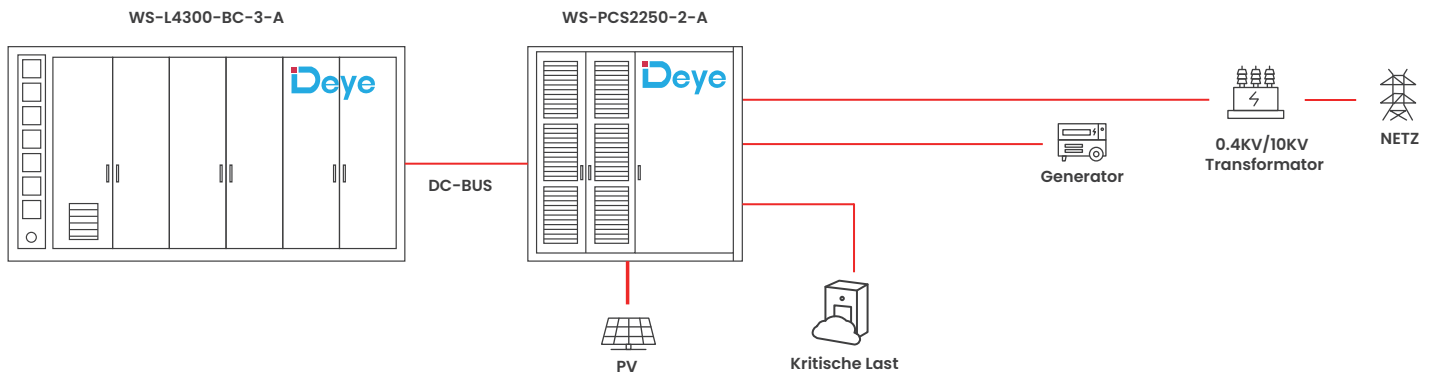 WS-L4300-BC-3-A
WS-PCS2250-2-A
Deye
Deye
DC-BUS
0.4KV/10KV
Transformator
NETZ
Generator
PV
Kritische Last